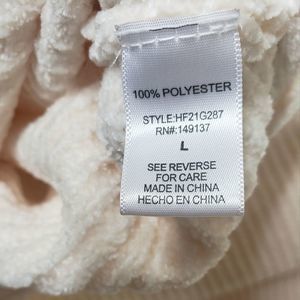 100% POLYESTER
STYLE:HF21G287
RN#:149137
L
SEE REVERSE
FOR CARE
MADE IN CHINA
HECHO EN CHINA